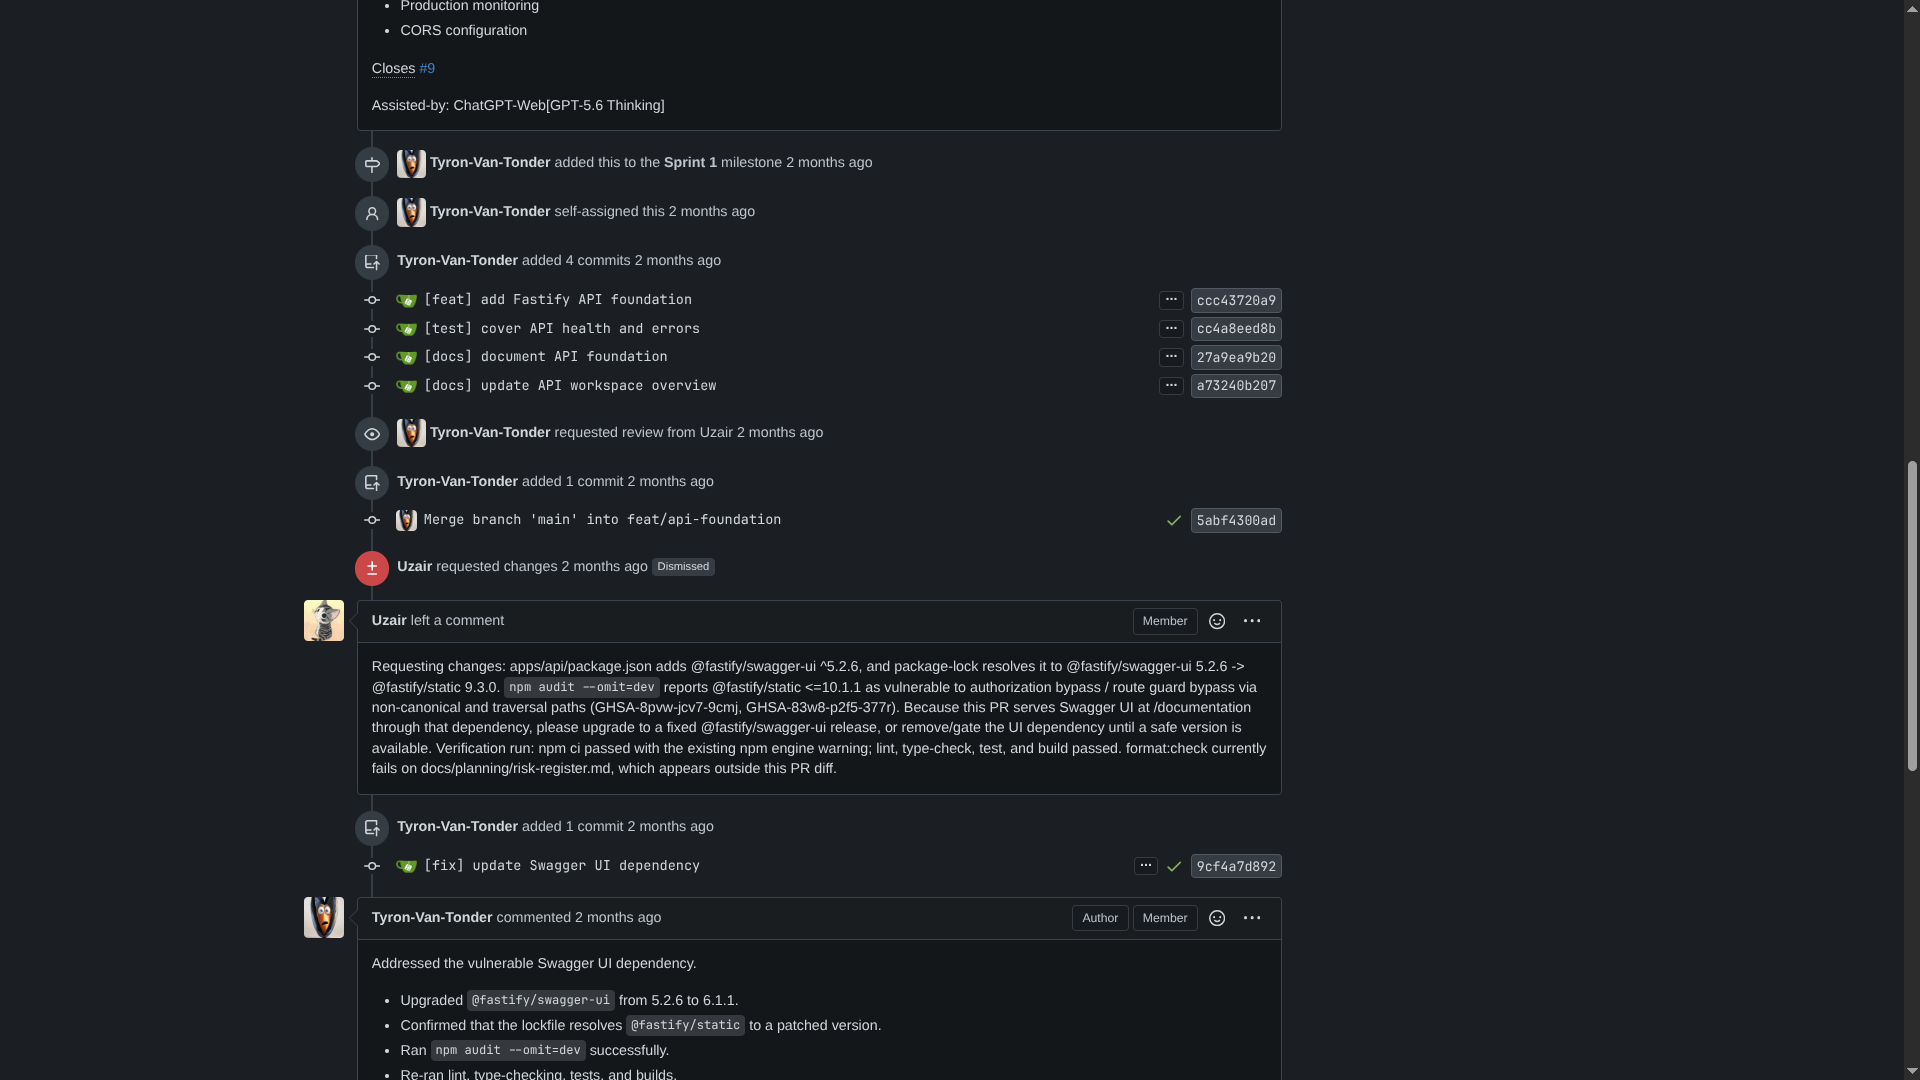 Production monitoring
CORS configuration
Closes #9
Assisted-by: ChatGPT-Web[GPT-5.6 Thinking]
Tyron-Van-Tonder added this to the Sprint 1 milestone 2 months ago
Tyron-Van-Tonder self-assigned this 2 months ago
Tyron-Van-Tonder added 4 commits 2 months ago
[feat] add Fastify API foundation ··· ccc43720a9
[test] cover API health and errors ··· cc4a8eed8b
[docs] document API foundation ··· 27a9ea9b20
[docs] update API workspace overview ··· a73240b207
Tyron-Van-Tonder requested review from Uzair 2 months ago
Tyron-Van-Tonder added 1 commit 2 months ago
Merge branch 'main' into feat/api-foundation 5abf4300ad
Uzair requested changes 2 months ago Dismissed
Uzair left a comment Member
Requesting changes: apps/api/package.json adds @fastify/swagger-ui ^5.2.6, and package-lock resolves it to @fastify/swagger-ui 5.2.6 ->
@fastify/static 9.3.0. npm audit --omit=dev reports @fastify/static <=10.1.1 as vulnerable to authorization bypass / route guard bypass via
non-canonical and traversal paths (GHSA-8pvw-jcv7-9cmj, GHSA-83w8-p2f5-377r). Because this PR serves Swagger UI at /documentation
through that dependency, please upgrade to a fixed @fastify/swagger-ui release, or remove/gate the UI dependency until a safe version is
available. Verification run: npm ci passed with the existing npm engine warning; lint, type-check, test, and build passed. format:check currently
fails on docs/planning/risk-register.md, which appears outside this PR diff.
Tyron-Van-Tonder added 1 commit 2 months ago
[fix] update Swagger UI dependency ··· 9cf4a7d892
Tyron-Van-Tonder commented 2 months ago Author Member
Addressed the vulnerable Swagger UI dependency.
Upgraded @fastify/swagger-ui from 5.2.6 to 6.1.1.
Confirmed that the lockfile resolves @fastify/static to a patched version.
Ran npm audit --omit=dev successfully.
Re-ran lint, type-checking, tests, and builds.